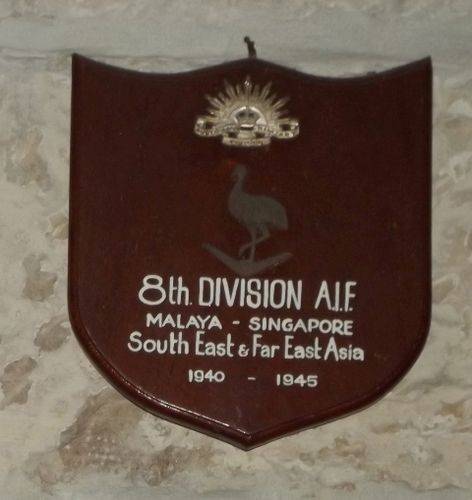 8th. DIVISION A.I.F.
MALAYA - SINGAPORE
South East & Far East Asia
1940 - 1945